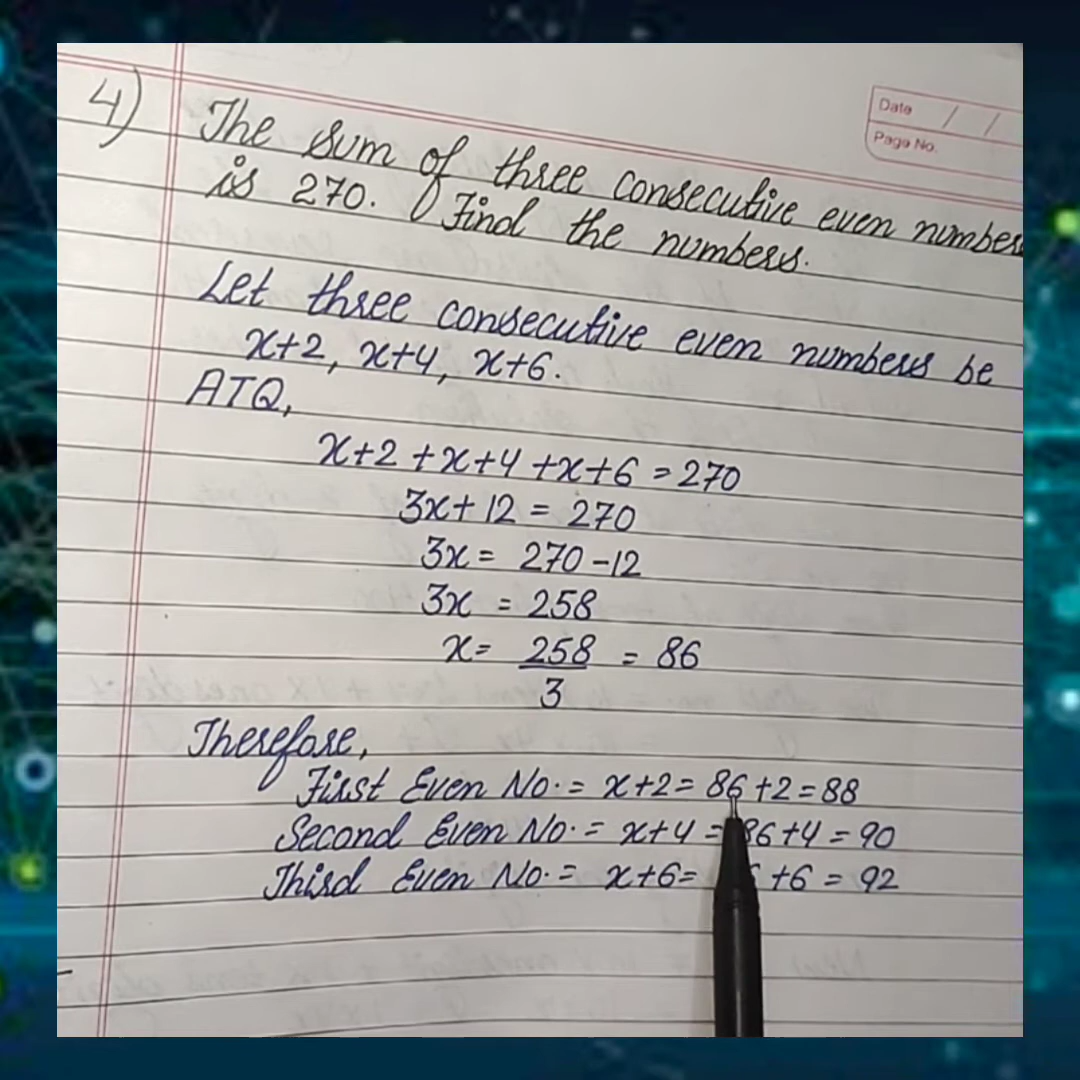 Date / /
Page No.
4) The sum of three consecutive even numbers
is 270. Find the numbers.
Let three consecutive even numbers be
x+2, x+4, x+6.
ATQ,
x+2 +x+4 +x+6 = 270
3x+12 = 270
3x = 270-12
3x = 258
x = 258/3 = 86
Therefore,
First Even No. = x+2 = 86+2 = 88
Second Even No. = x+4 = 86+4 = 90
Third Even No. = x+6 = +6 = 92